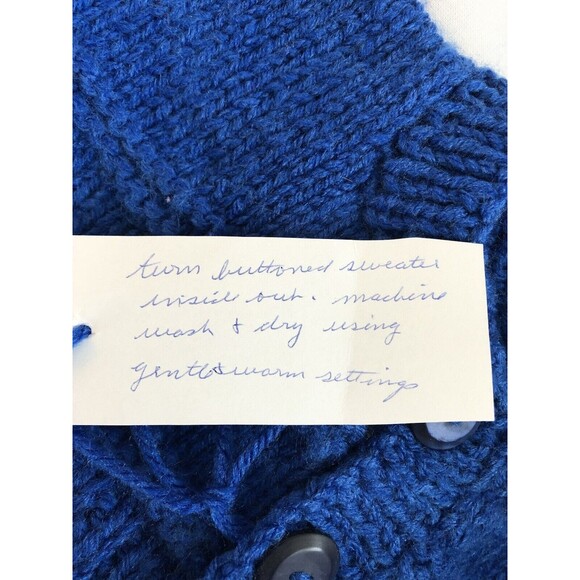 turn buttoned sweater
inside out. machine
wash & dry using
gentle & warm settings